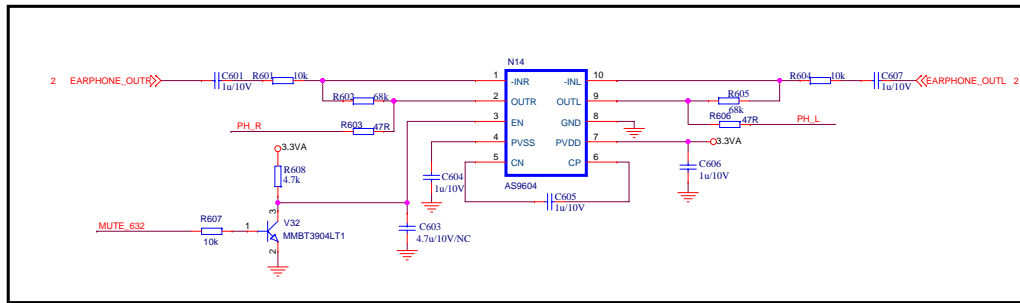 N14
2 EARPHONE_OUTR
C601
1u/10V
R601
10k
1
-INR
-INL
10
R604
10k
C607
1u/10V
EARPHONE_OUTL 2
R602
68k
2
OUTR
OUTL
9
R605
68k
PH_R
R603
47R
3
EN
GND
8
R606
47R
PH_L
4
PVSS
PVDD
7
3.3VA
5
CN
CP
6
3.3VA
R608
4.7k
C604
1u/10V
AS9604
C605
1u/10V
C606
1u/10V
MUTE_632
R607
10k
1
3
2
V32
MMBT3904LT1
C603
4.7u/10V/NC